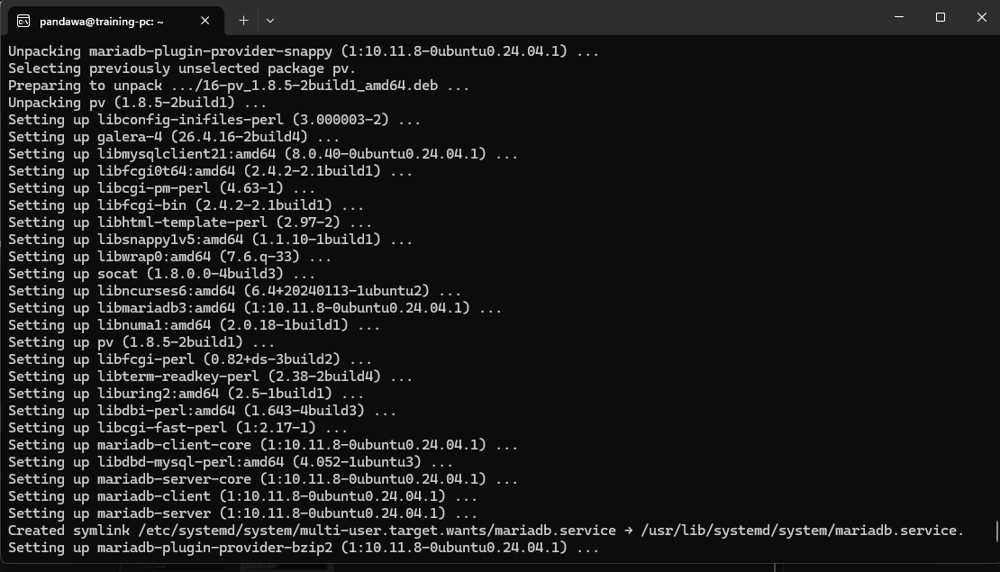 pandawa@training-pc: ~
Unpacking mariadb-plugin-provider-snappy (1:10.11.8-0ubuntu0.24.04.1) ...
Selecting previously unselected package pv.
Preparing to unpack .../16-pv_1.8.5-2build1_amd64.deb ...
Unpacking pv (1.8.5-2build1) ...
Setting up libconfig-inifiles-perl (3.000003-2) ...
Setting up galera-4 (26.4.16-2build4) ...
Setting up libmysqlclient21:amd64 (8.0.40-0ubuntu0.24.04.1) ...
Setting up libfcgi0t64:amd64 (2.4.2-2.1build1) ...
Setting up libcgi-pm-perl (4.63-1) ...
Setting up libfcgi-bin (2.4.2-2.1build1) ...
Setting up libhtml-template-perl (2.97-2) ...
Setting up libsnappy1v5:amd64 (1.1.10-1build1) ...
Setting up libwrap0:amd64 (7.6.q-33) ...
Setting up socat (1.8.0.0-4build3) ...
Setting up libncurses6:amd64 (6.4+20240113-1ubuntu2) ...
Setting up libmariadb3:amd64 (1:10.11.8-0ubuntu0.24.04.1) ...
Setting up libnuma1:amd64 (2.0.18-1build1) ...
Setting up pv (1.8.5-2build1) ...
Setting up libfcgi-perl (0.82+ds-3build2) ...
Setting up libterm-readkey-perl (2.38-2build4) ...
Setting up liburing2:amd64 (2.5-1build1) ...
Setting up libdbi-perl:amd64 (1.643-4build3) ...
Setting up libcgi-fast-perl (1:2.17-1) ...
Setting up mariadb-client-core (1:10.11.8-0ubuntu0.24.04.1) ...
Setting up libdbd-mysql-perl:amd64 (4.052-1ubuntu3) ...
Setting up mariadb-server-core (1:10.11.8-0ubuntu0.24.04.1) ...
Setting up mariadb-client (1:10.11.8-0ubuntu0.24.04.1) ...
Setting up mariadb-server (1:10.11.8-0ubuntu0.24.04.1) ...
Created symlink /etc/systemd/system/multi-user.target.wants/mariadb.service → /usr/lib/systemd/system/mariadb.service.
Setting up mariadb-plugin-provider-bzip2 (1:10.11.8-0ubuntu0.24.04.1) ...